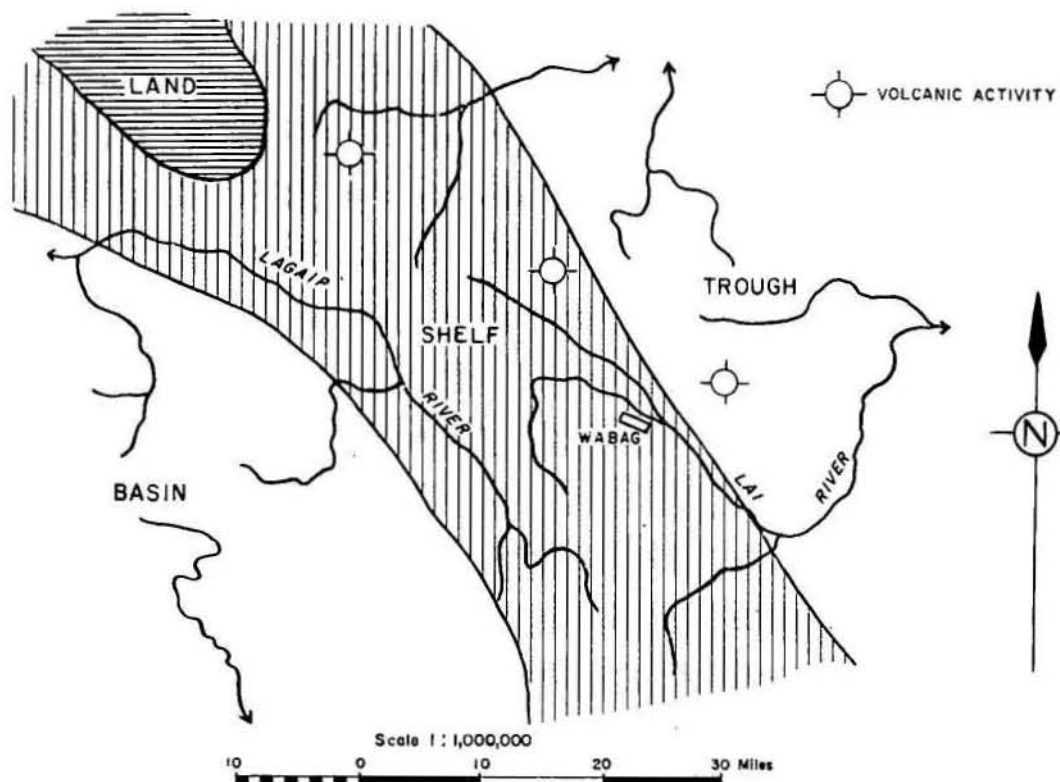 LAND
VOLCANIC ACTIVITY
LAGAIP
TROUGH
SHELF
RIVER
WABAG
LAI
RIVER
BASIN
N
Scale 1 : 1,000,000
10 0 10 20 30 Miles